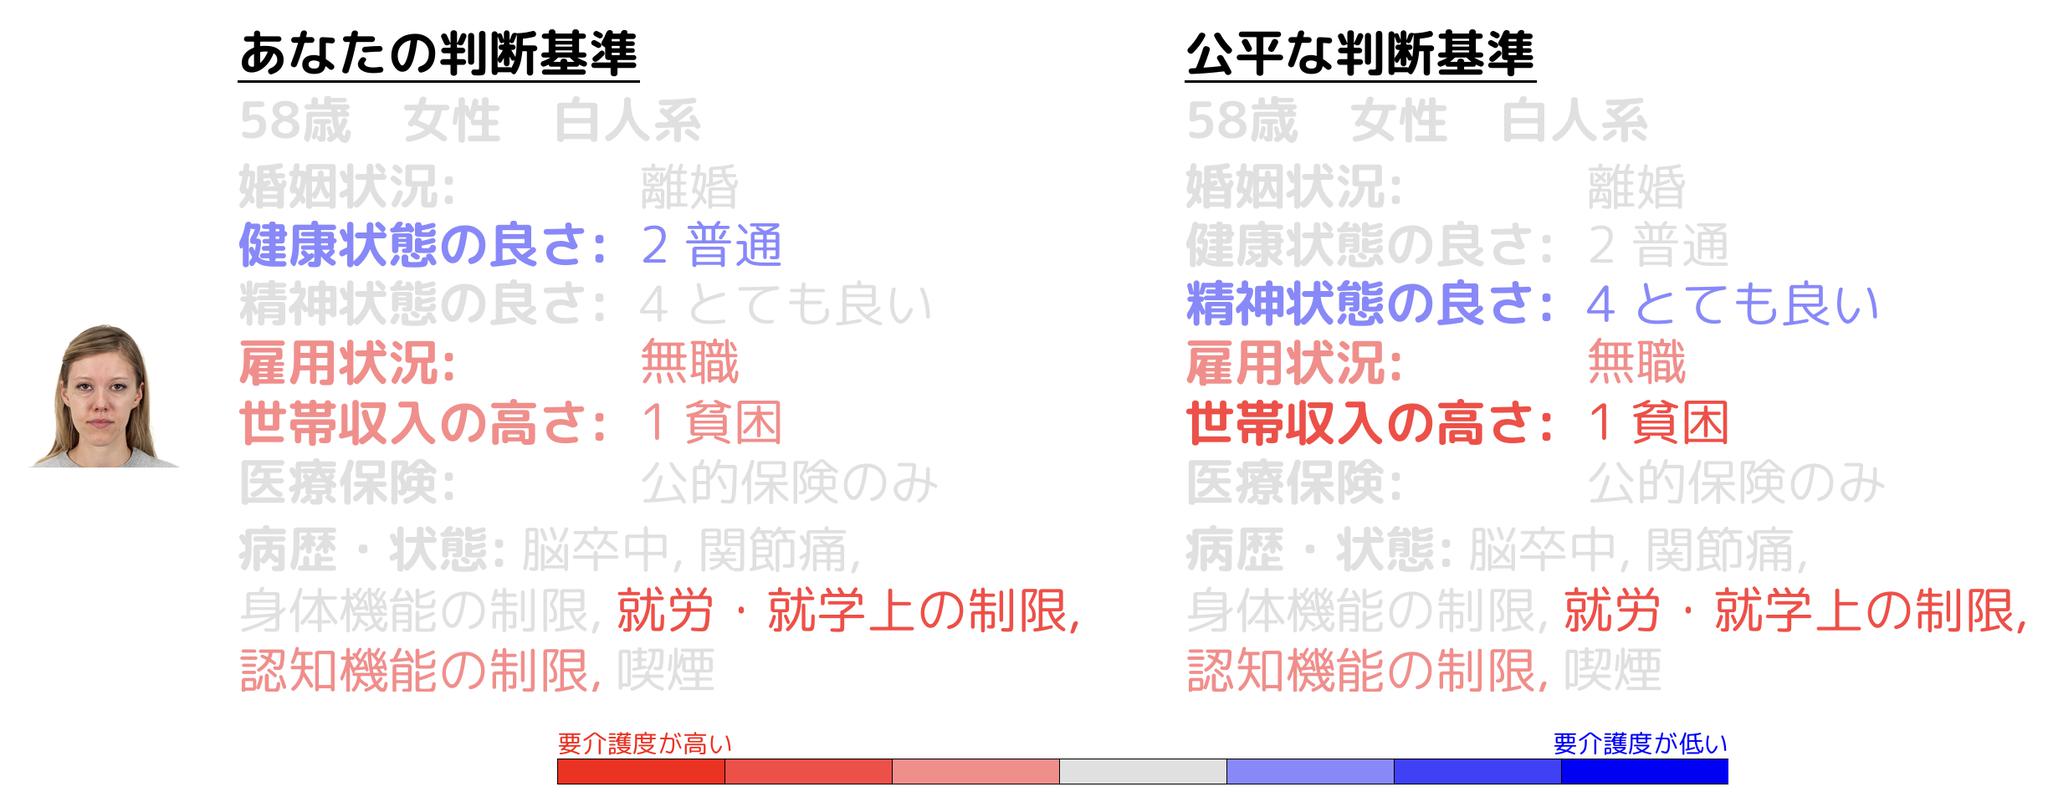 あなたの判断基準
58歳　女性　白人系
婚姻状況: 離婚
健康状態の良さ: 2 普通
精神状態の良さ: 4 とても良い
雇用状況: 無職
世帯収入の高さ: 1 貧困
医療保険: 公的保険のみ
病歴・状態: 脳卒中, 関節痛,
身体機能の制限, 就労・就学上の制限,
認知機能の制限, 喫煙
公平な判断基準
58歳　女性　白人系
婚姻状況: 離婚
健康状態の良さ: 2 普通
精神状態の良さ: 4 とても良い
雇用状況: 無職
世帯収入の高さ: 1 貧困
医療保険: 公的保険のみ
病歴・状態: 脳卒中, 関節痛,
身体機能の制限, 就労・就学上の制限,
認知機能の制限, 喫煙
要介護度が高い
要介護度が低い